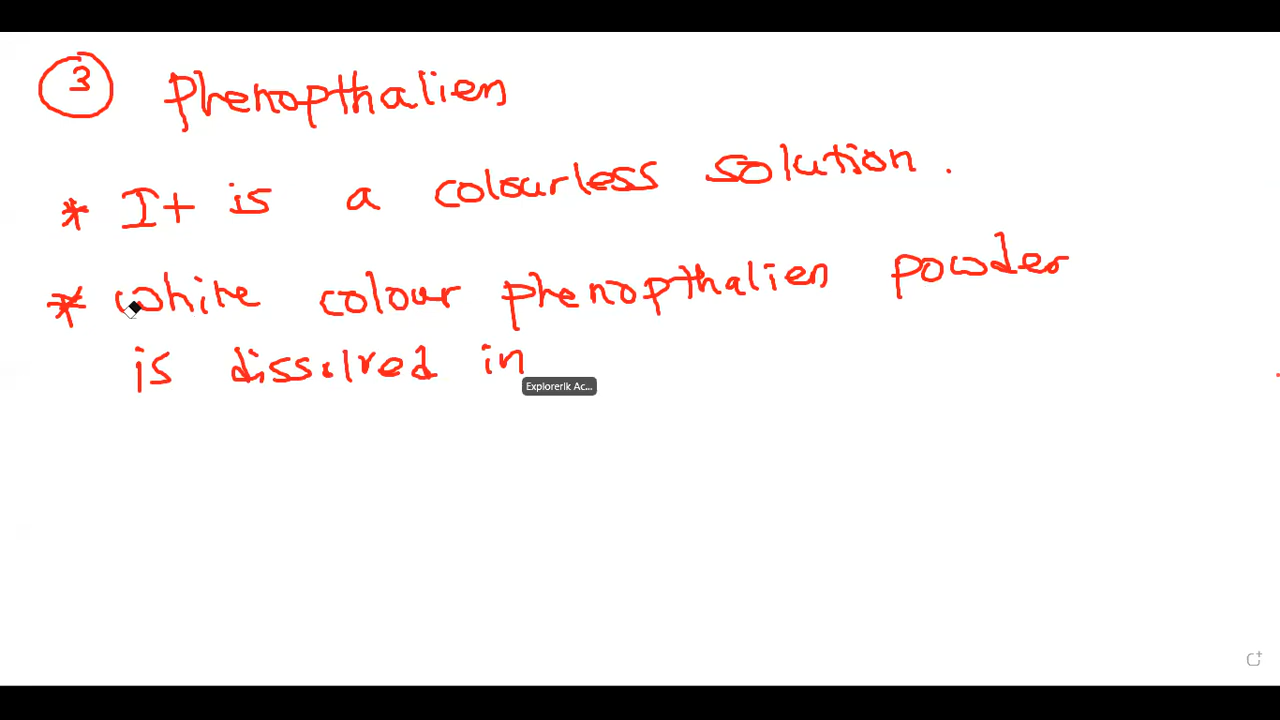 3 Phenopthalien
* It is a colourless solution.
* white colour phenopthalien powder
is dissolved in
Explorerik Ac...